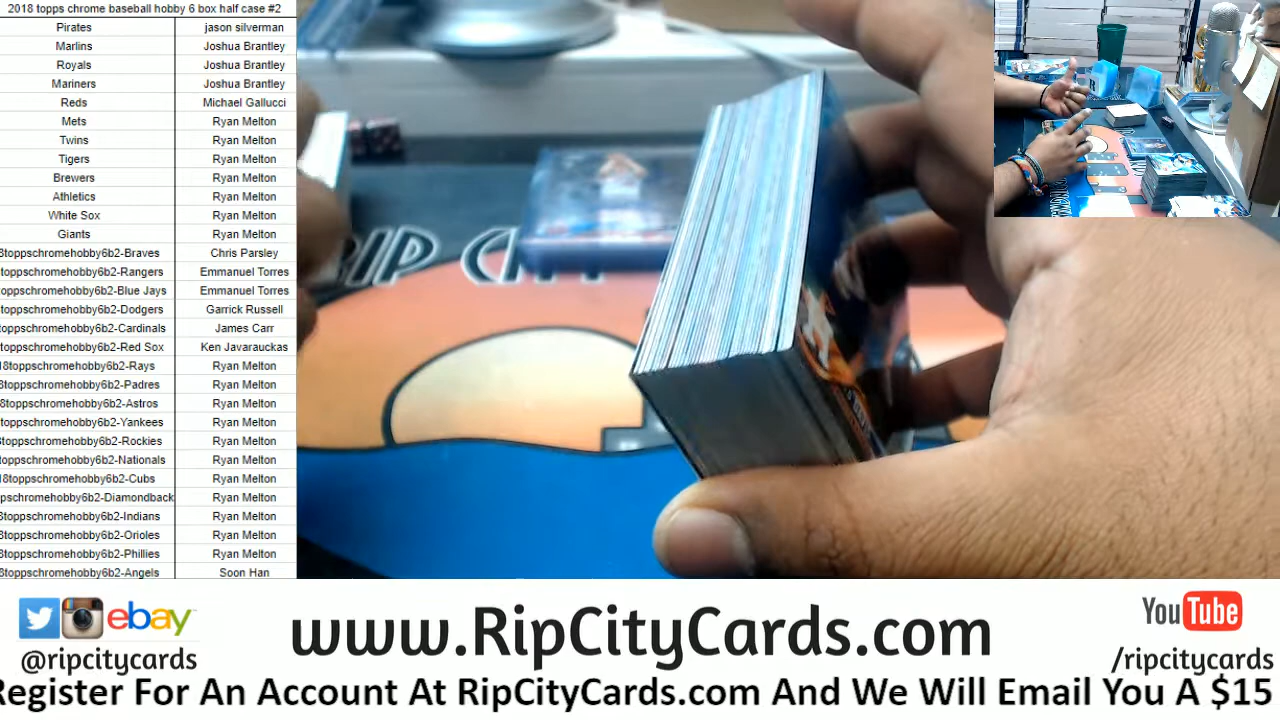 2018 topps chrome baseball hobby 6 box half case #2
Pirates jason silverman
Marlins Joshua Brantley
Royals Joshua Brantley
Mariners Joshua Brantley
Reds Michael Gallucci
Mets Ryan Melton
Twins Ryan Melton
Tigers Ryan Melton
Brewers Ryan Melton
Athletics Ryan Melton
White Sox Ryan Melton
Giants Ryan Melton
8toppschromehobby6b2-Braves Chris Parsley
toppschromehobby6b2-Rangers Emmanuel Torres
oppschromehobby6b2-Blue Jays Emmanuel Torres
toppschromehobby6b2-Dodgers Garrick Russell
oppschromehobby6b2-Cardinals James Carr
toppschromehobby6b2-Red Sox Ken Javarauckas
18toppschromehobby6b2-Rays Ryan Melton
8toppschromehobby6b2-Padres Ryan Melton
8toppschromehobby6b2-Astros Ryan Melton
toppschromehobby6b2-Yankees Ryan Melton
8toppschromehobby6b2-Rockies Ryan Melton
oppschromehobby6b2-Nationals Ryan Melton
18toppschromehobby6b2-Cubs Ryan Melton
pschromehobby6b2-Diamondback Ryan Melton
8toppschromehobby6b2-Indians Ryan Melton
8toppschromehobby6b2-Orioles Ryan Melton
8toppschromehobby6b2-Phillies Ryan Melton
8toppschromehobby6b2-Angels Soon Han
RIP CI
ebay
@ripcitycards
www.RipCityCards.com
YouTube
/ripcitycards
Register For An Account At RipCityCards.com And We Will Email You A $15